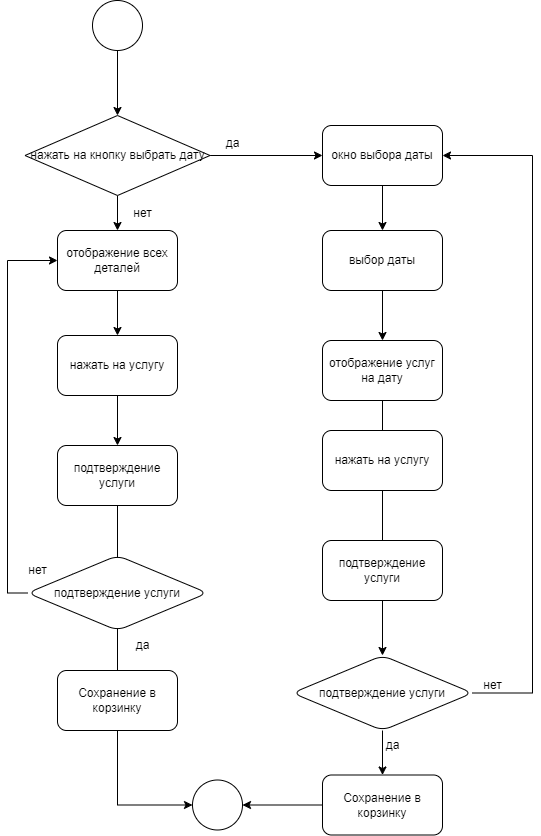 нажать на кнопку выбрать дату
да
окно выбора даты
нет
отображение всех
деталей
выбор даты
нажать на услугу
отображение услуг
на дату
подтверждение
услуги
нажать на услугу
нет
подтверждение услуги
подтверждение
услуги
да
Сохранение в
корзинку
подтверждение услуги
нет
да
Сохранение в
корзинку